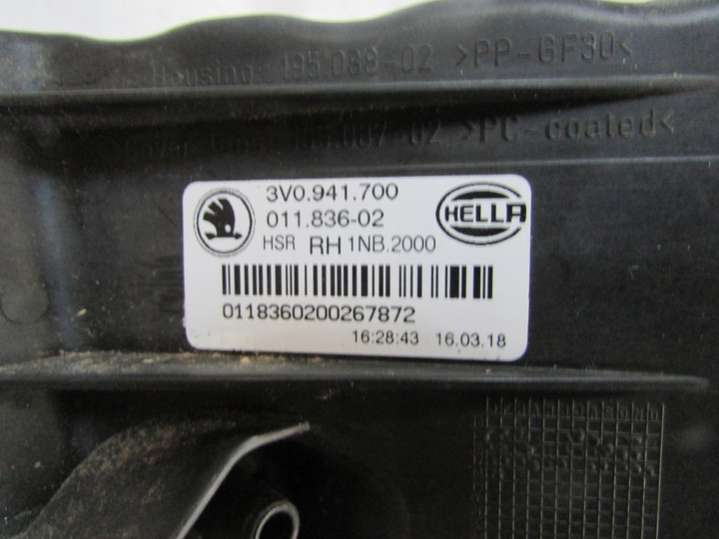 Housing: 195.088-02 >PP-GF30<
>PC-coated<
3V0.941.700
011.836-02
HELLA
HSR RH 1NB.2000
0118360200267872
16:28:43 16.03.18